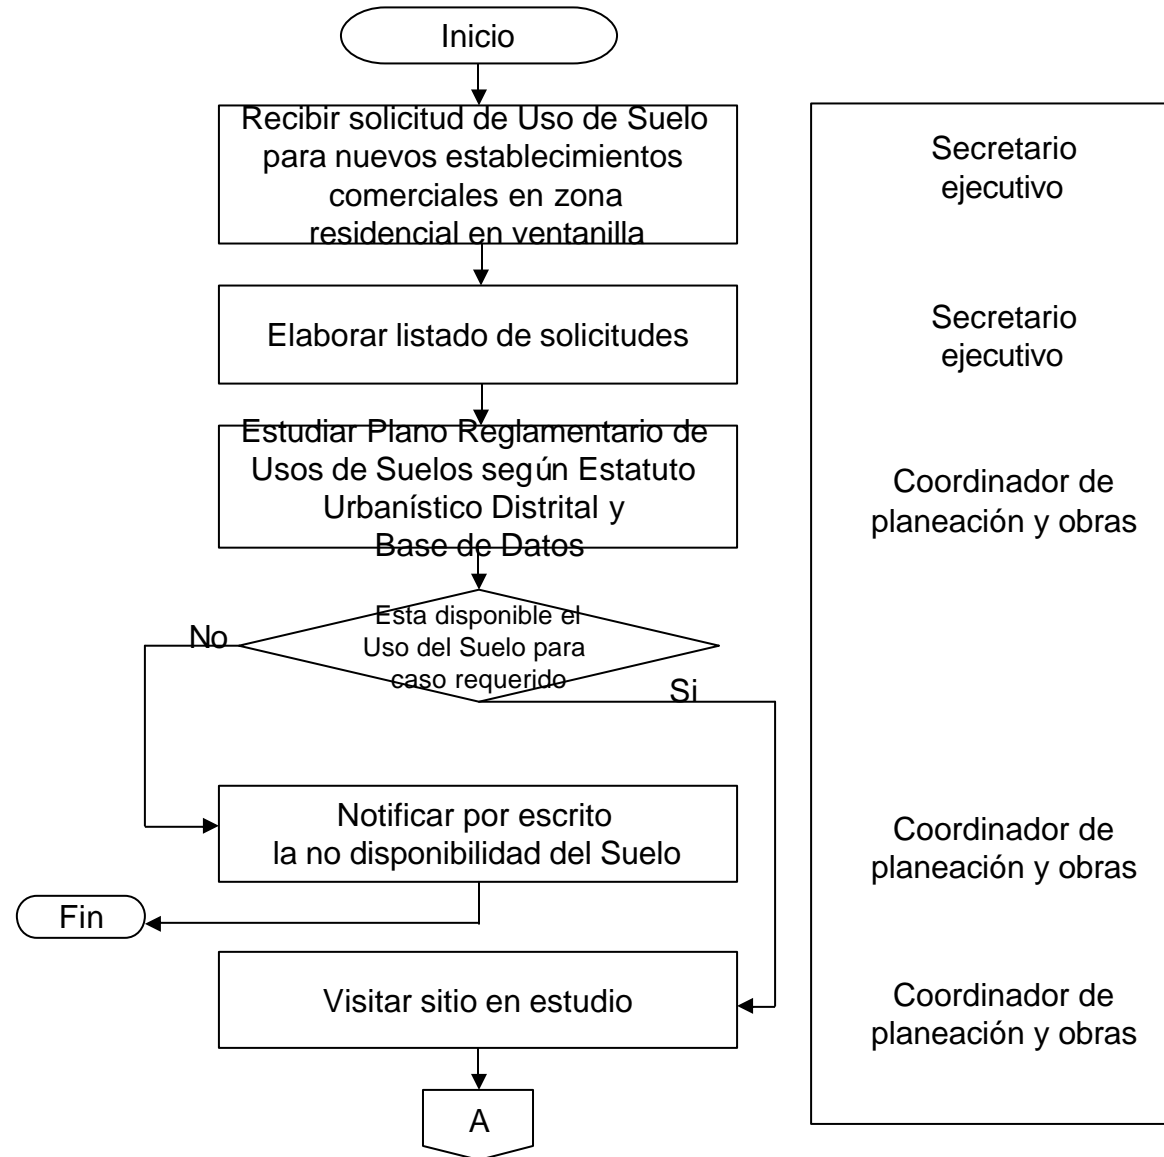 Inicio
Recibir solicitud de Uso de Suelo
para nuevos establecimientos
comerciales en zona
residencial en ventanilla
Secretario
ejecutivo
Elaborar listado de solicitudes
Secretario
ejecutivo
Estudiar Plano Reglamentario de
Usos de Suelos según Estatuto
Urbanístico Distrital y
Base de Datos
Coordinador de
planeación y obras
Esta disponible el
Uso del Suelo para
caso requerido
No
Si
Notificar por escrito
la no disponibilidad del Suelo
Coordinador de
planeación y obras
Fin
Visitar sitio en estudio
Coordinador de
planeación y obras
A